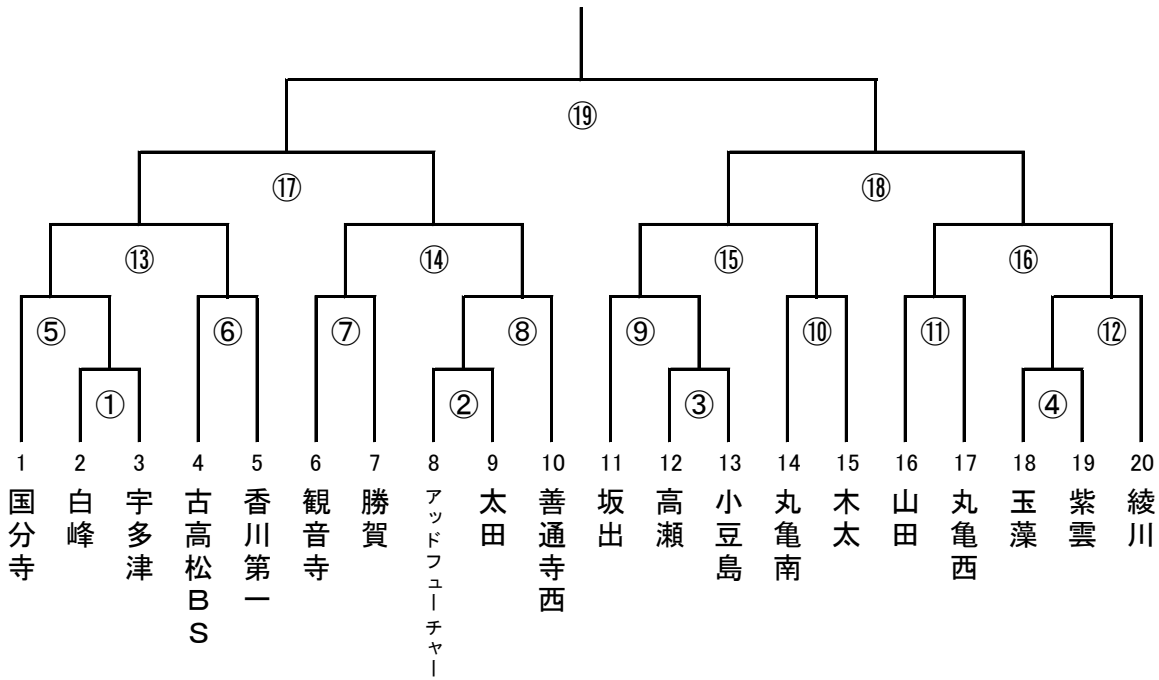 ⑲
⑰ ⑱
⑬ ⑭ ⑮ ⑯
⑤ ⑥ ⑦ ⑧ ⑨ ⑩ ⑪ ⑫
① ② ③ ④
1 2 3 4 5 6 7 8 9 10 11 12 13 14 15 16 17 18 19 20
国分寺
白峰
宇多津
古高松BS
香川第一
観音寺
勝賀
アッドフューチャー
太田
善通寺西
坂出
高瀬
小豆島
丸亀南
木太
山田
丸亀西
玉藻
紫雲
綾川